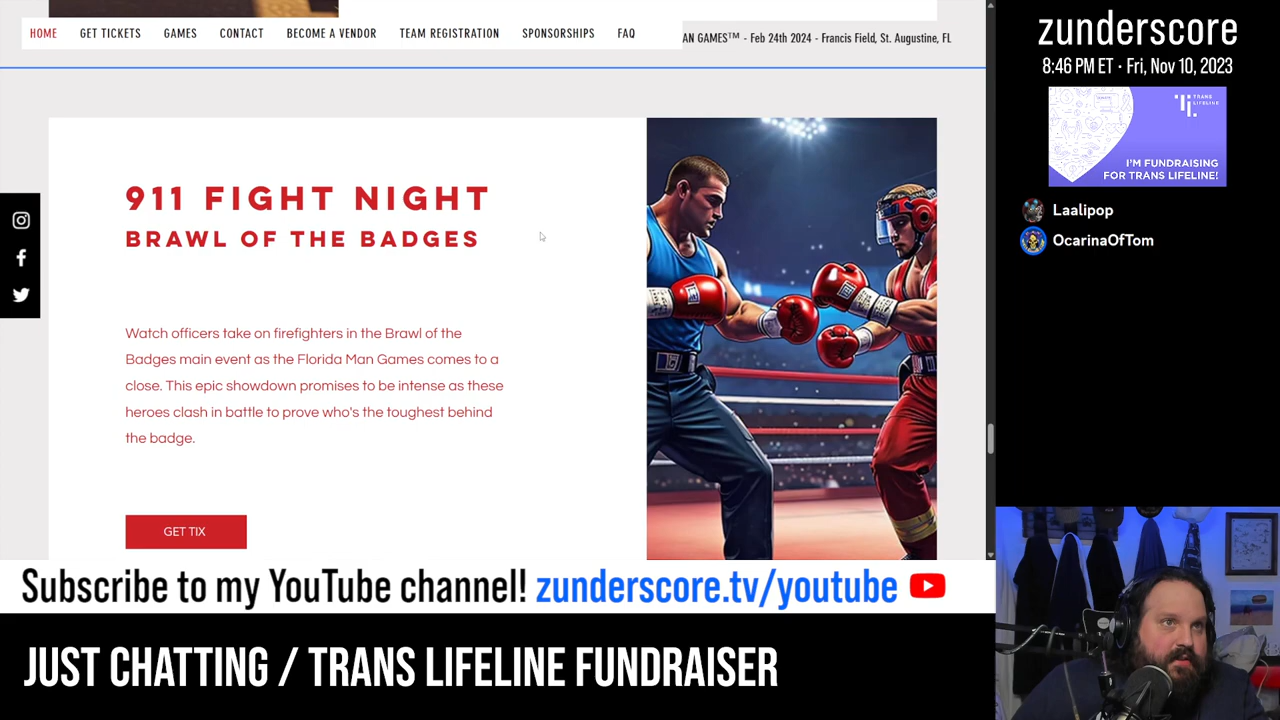 HOME GET TICKETS GAMES CONTACT BECOME A VENDOR TEAM REGISTRATION SPONSORSHIPS FAQ
AN GAMES™ - Feb 24th 2024 - Francis Field, St. Augustine, FL
911 FIGHT NIGHT
BRAWL OF THE BADGES
Watch officers take on firefighters in the Brawl of the
Badges main event as the Florida Man Games comes to a
close. This epic showdown promises to be intense as these
heroes clash in battle to prove who's the toughest behind
the badge.
GET TIX
zunderscore
8:46 PM ET · Fri, Nov 10, 2023
TRANS
LIFELINE
I'M FUNDRAISING
FOR TRANS LIFELINE!
Laalipop
OcarinaOfTom
Subscribe to my YouTube channel! zunderscore.tv/youtube
JUST CHATTING / TRANS LIFELINE FUNDRAISER